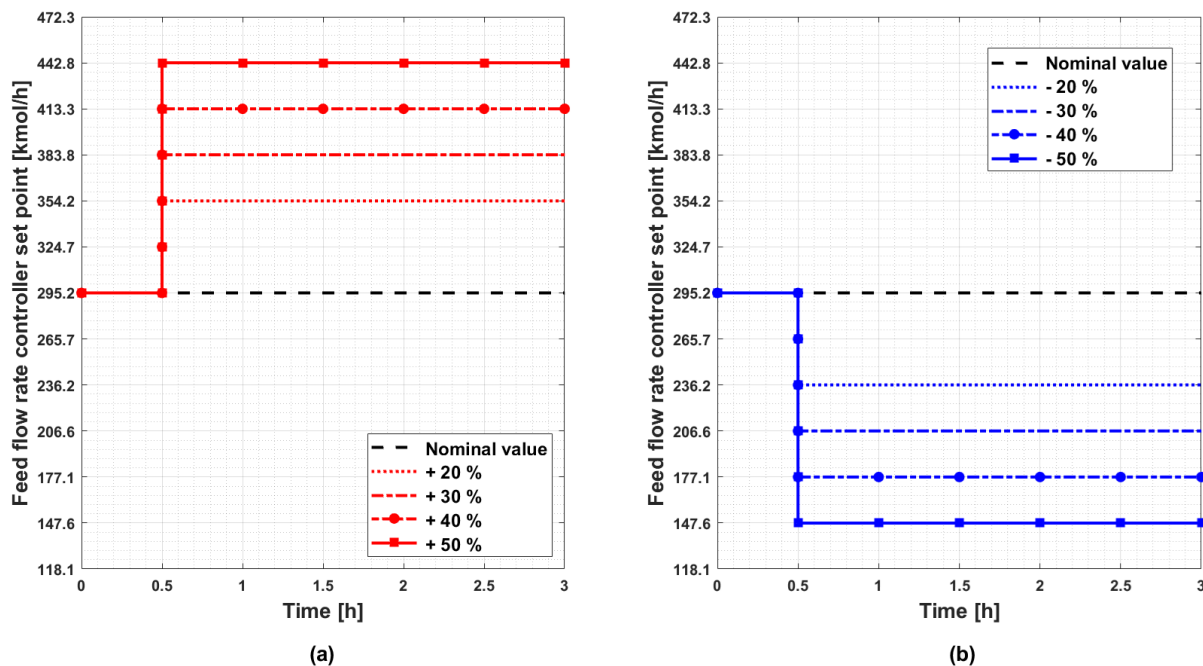 Feed flow rate controller set point [kmol/h]
472.3
442.8
413.3
383.8
354.2
324.7
295.2
265.7
236.2
206.6
177.1
147.6
118.1
Nominal value
+ 20 %
+ 30 %
+ 40 %
+ 50 %
0 0.5 1 1.5 2 2.5 3
Time [h]
(a)
Feed flow rate controller set point [kmol/h]
472.3
442.8
413.3
383.8
354.2
324.7
295.2
265.7
236.2
206.6
177.1
147.6
118.1
Nominal value
- 20 %
- 30 %
- 40 %
- 50 %
0 0.5 1 1.5 2 2.5 3
Time [h]
(b)